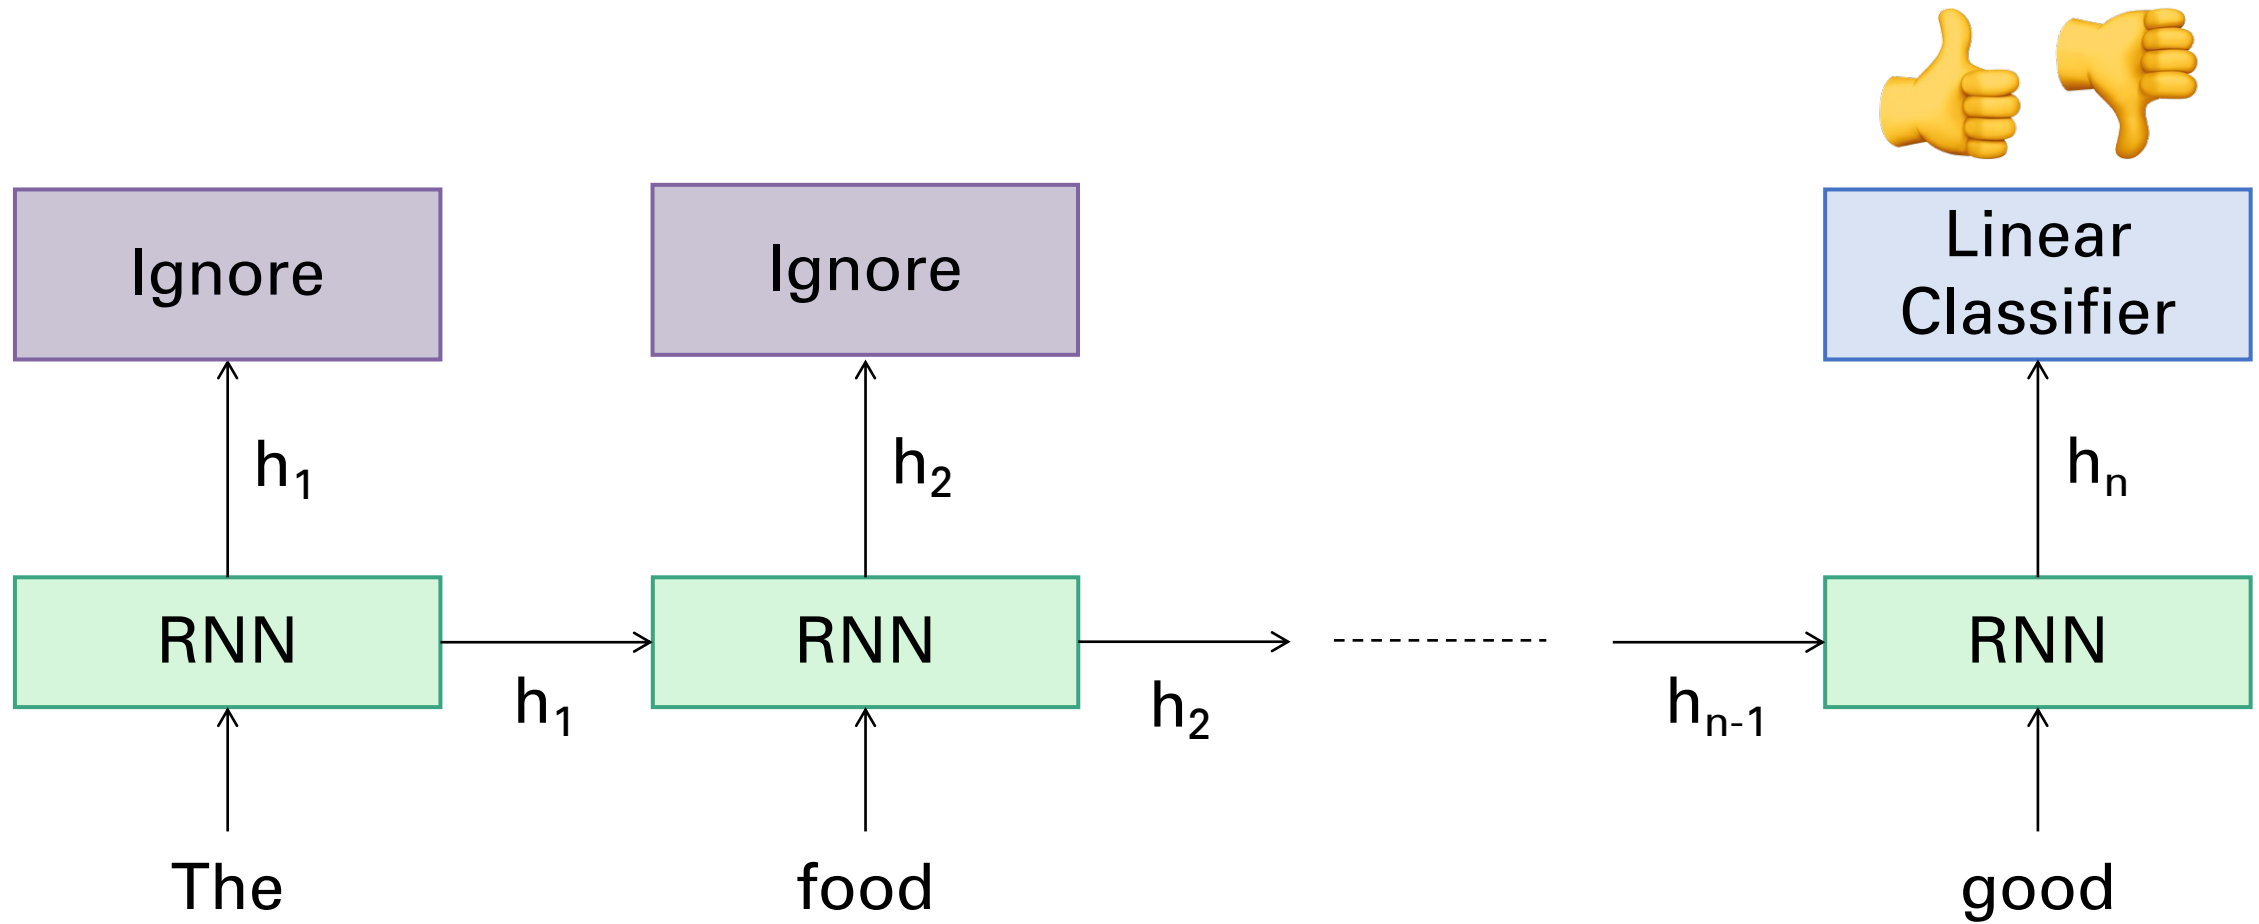 Ignore
Ignore
Linear
Classifier
h₁
h₂
hₙ
RNN
RNN
RNN
h₁
h₂
hₙ₋₁
The
food
good